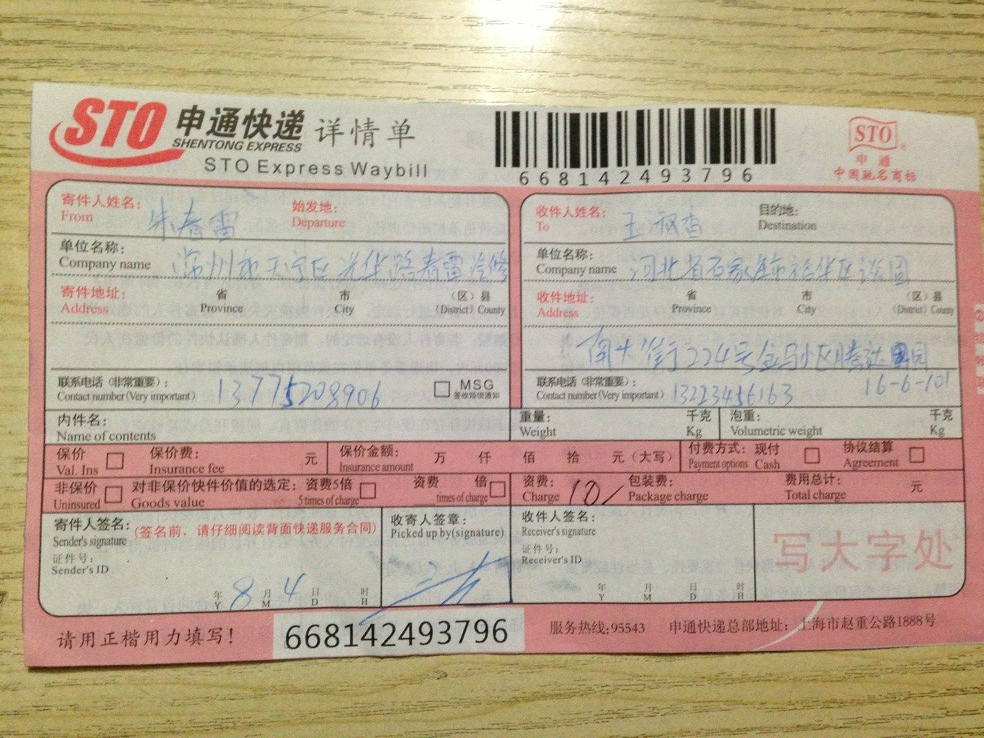 STO 申通快递 详情单
SHENTONG EXPRESS
STO Express Waybill
668142493796
STO
申通
中国驰名商标
寄件人姓名: 朱春雷 始发地:
From Departure
单位名称: 常州市天宁区光华路春雷汽修
Company name
寄件地址: 省 市 (区)县
Address Province City (District) County
联系电话(非常重要): 13775208906 MSG
Contact number(Very important) 签收短信通知
收件人姓名: 王淑香 目的地:
To Destination
单位名称: 河北省石家庄市裕华区谈固
Company name
收件地址: 省 市 (区)县
Address Province City (District) County
南大街224号金马小区腾达园
联系电话(非常重要): 13223456163 16-6-101
Contact number(Very important)
内件名: 重量: 千克 泡重: 千克
Name of contents Weight Kg Volumetric weight Kg
保价 保价费: 元 保价金额: 万 仟 佰 拾 元(大写) 付费方式: 现付 协议结算
Val. Ins Insurance fee Insurance amount Payment options Cash Agreement
非保价 对非保价快件价值的选定: 资费5倍 资费 倍 资费: 10/ 包装费: 费用总计: 元
Uninsured Goods value 5 times of charge times of charge Charge Package charge Total charge
寄件人签名: (签名前,请仔细阅读背面快递服务合同) 收寄人签章: 收件人签名:
Sender's signature Picked up by(signature) Receiver's signature
证件号: 证件号:
Sender's ID Receiver's ID
写大字处
年 8 月 4 日 时 年 月 日 时
Y M D H Y M D H
请用正楷用力填写! 668142493796 服务热线:95543 申通快递总部地址: 上海市赵重公路1888号